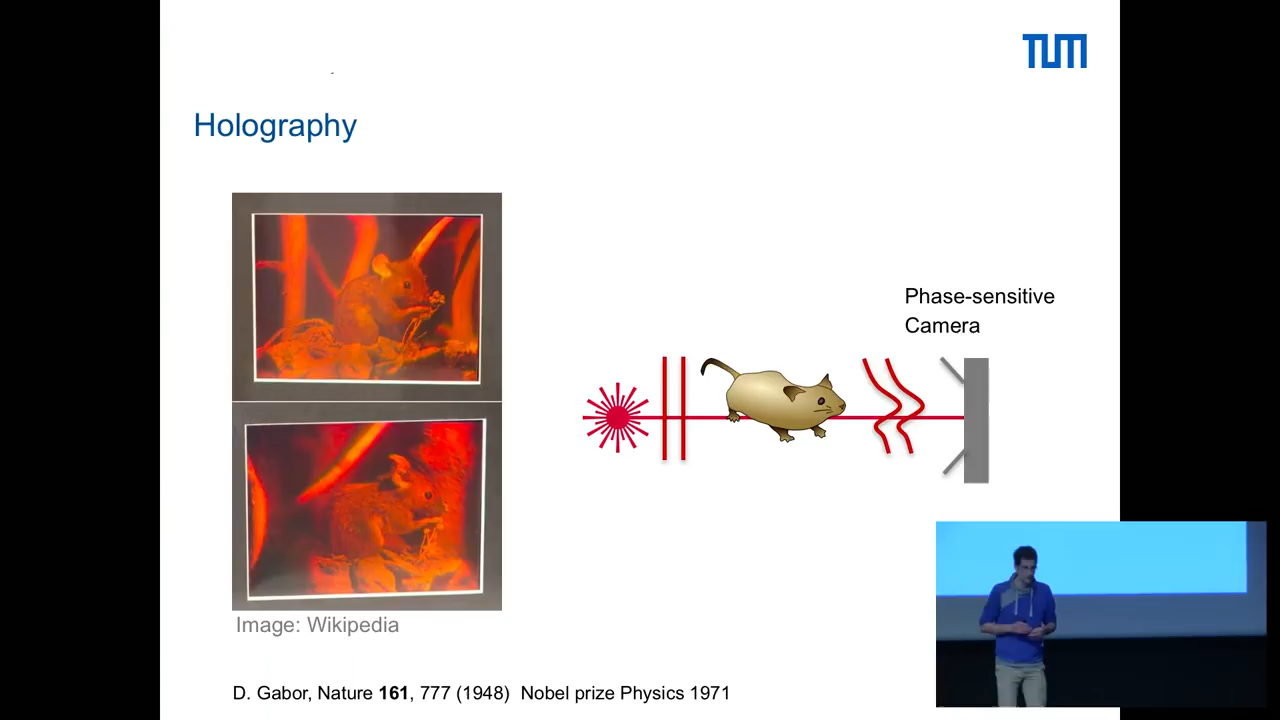 TUM
Holography
Phase-sensitive
Camera
Image: Wikipedia
D. Gabor, Nature 161, 777 (1948) Nobel prize Physics 1971